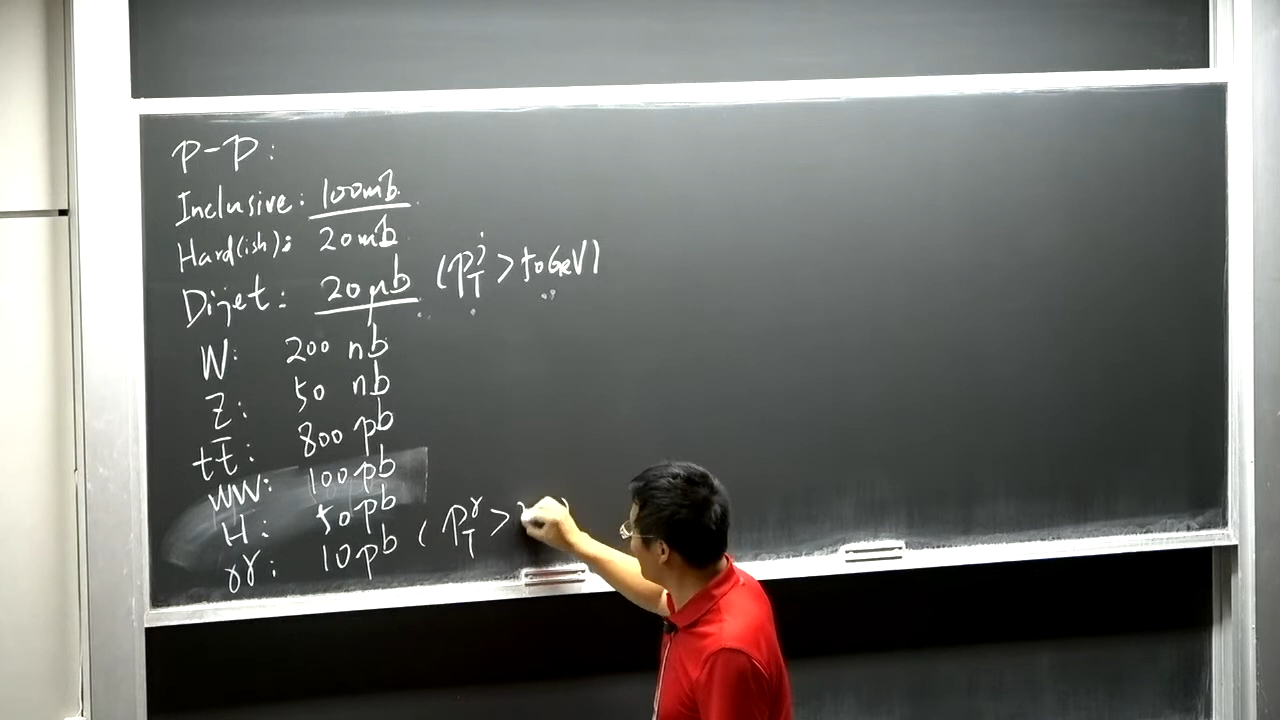 p-p:
Inclusive: 100mb
Hard(ish): 20mb
Dijet: 20μb (p_T^j > 50GeV)
W: 200 nb
Z: 50 nb
tt̄: 800 pb
WW: 100 pb
H: 50 pb
γγ: 10 pb ( p_T^γ >